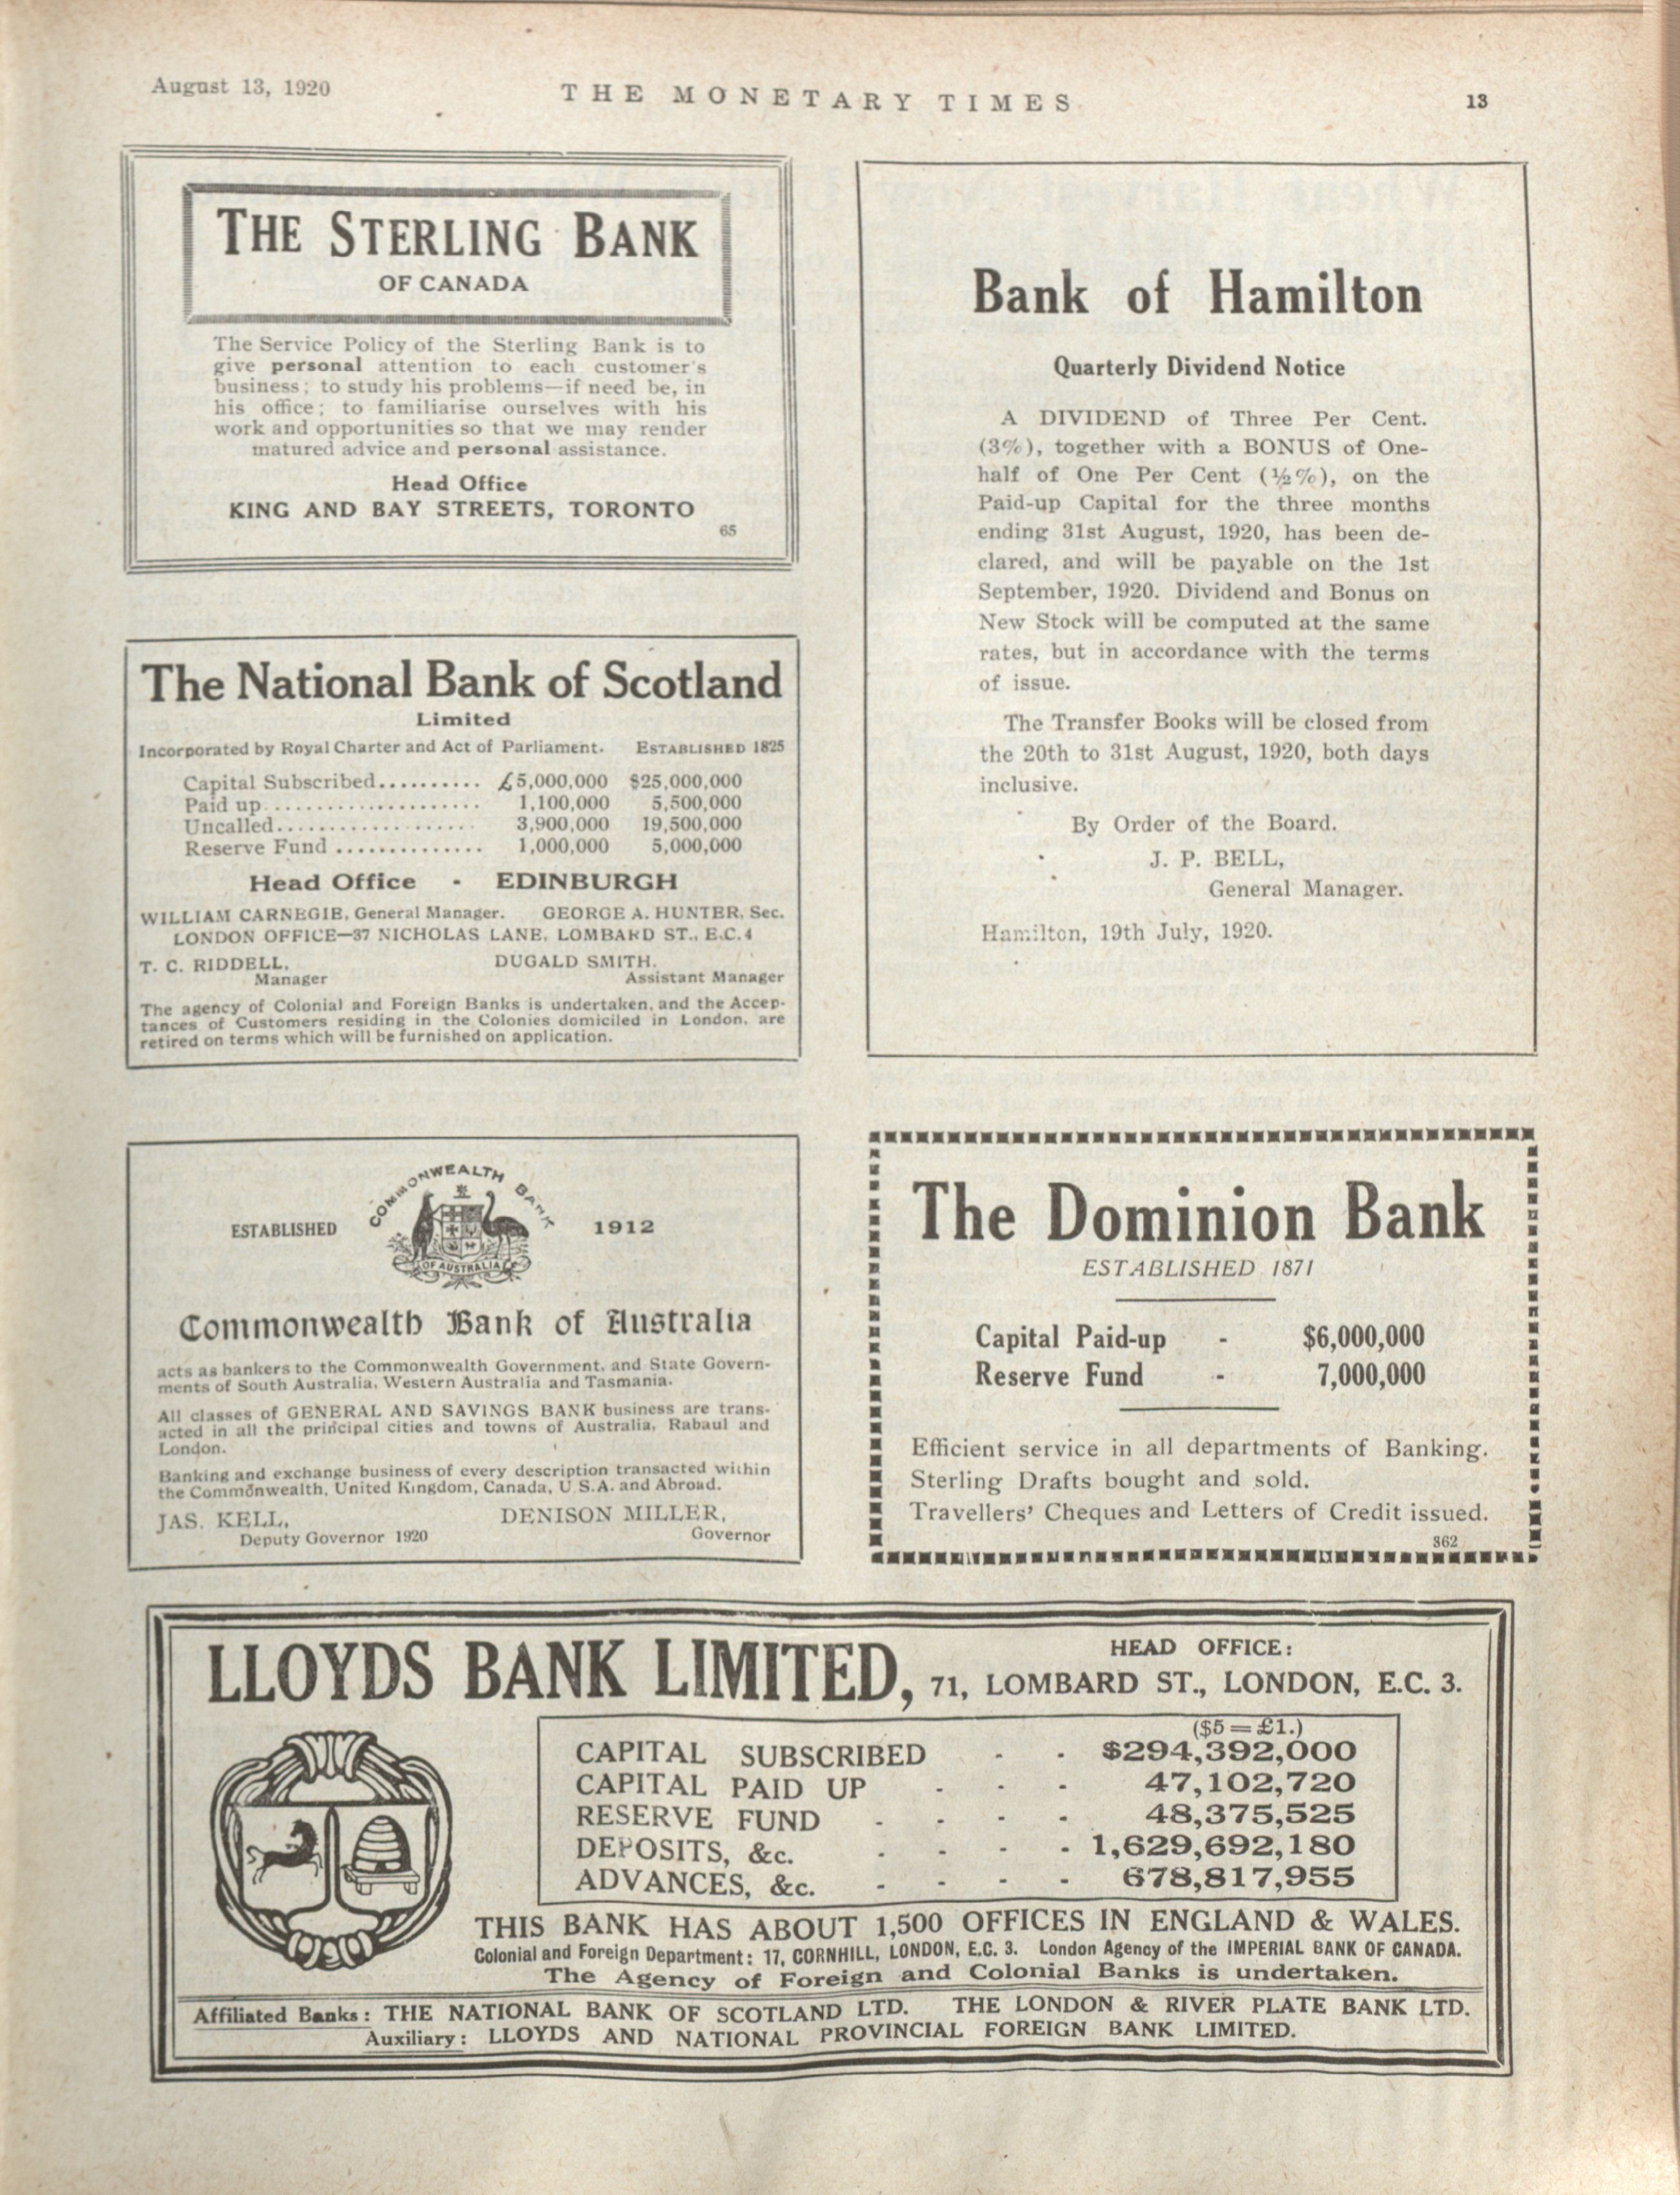 August 13, 1920
THE MONETARY TIMES
13
THE STERLING BANK
OF CANADA
The Service Policy of the Sterling Bank is to
give personal attention to each customer's
business; to study his problems—if need be, in
his office; to familiarise ourselves with his
work and opportunities so that we may render
matured advice and personal assistance.
Head Office
KING AND BAY STREETS, TORONTO
65
The National Bank of Scotland
Limited
Incorporated by Royal Charter and Act of Parliament. ESTABLISHED 1825
Capital Subscribed.......... £5,000,000 $25,000,000
Paid up.................... 1,100,000 5,500,000
Uncalled................... 3,900,000 19,500,000
Reserve Fund .............. 1,000,000 5,000,000
Head Office - EDINBURGH
WILLIAM CARNEGIE, General Manager. GEORGE A. HUNTER, Sec.
LONDON OFFICE—37 NICHOLAS LANE, LOMBARD ST., E.C.4
T. C. RIDDELL, DUGALD SMITH,
Manager Assistant Manager
The agency of Colonial and Foreign Banks is undertaken, and the Accep-
tances of Customers residing in the Colonies domiciled in London, are
retired on terms which will be furnished on application.
ESTABLISHED
COMMONWEALTH BANK
OF AUSTRALIA
1912
Commonwealth Bank of Australia
acts as bankers to the Commonwealth Government, and State Govern-
ments of South Australia, Western Australia and Tasmania.
All classes of GENERAL AND SAVINGS BANK business are trans-
acted in all the principal cities and towns of Australia, Rabaul and
London.
Banking and exchange business of every description transacted within
the Commonwealth, United Kingdom, Canada, U.S.A. and Abroad.
JAS. KELL, DENISON MILLER,
Deputy Governor 1920 Governor
Bank of Hamilton
Quarterly Dividend Notice
A DIVIDEND of Three Per Cent.
(3%), together with a BONUS of One-
half of One Per Cent (½%), on the
Paid-up Capital for the three months
ending 31st August, 1920, has been de-
clared, and will be payable on the 1st
September, 1920. Dividend and Bonus on
New Stock will be computed at the same
rates, but in accordance with the terms
of issue.
The Transfer Books will be closed from
the 20th to 31st August, 1920, both days
inclusive.
By Order of the Board.
J. P. BELL,
General Manager.
Hamilton, 19th July, 1920.
The Dominion Bank
ESTABLISHED 1871
Capital Paid-up - $6,000,000
Reserve Fund - 7,000,000
Efficient service in all departments of Banking.
Sterling Drafts bought and sold.
Travellers' Cheques and Letters of Credit issued.
362
LLOYDS BANK LIMITED,
HEAD OFFICE:
71, LOMBARD ST., LONDON, E.C. 3.
($5 = £1.)
CAPITAL SUBSCRIBED - - $294,392,000
CAPITAL PAID UP - - - 47,102,720
RESERVE FUND - - - - 48,375,525
DEPOSITS, &c. - - - - 1,629,692,180
ADVANCES, &c. - - - - 678,817,955
THIS BANK HAS ABOUT 1,500 OFFICES IN ENGLAND & WALES.
Colonial and Foreign Department: 17, CORNHILL, LONDON, E.C. 3. London Agency of the IMPERIAL BANK OF CANADA.
The Agency of Foreign and Colonial Banks is undertaken.
Affiliated Banks: THE NATIONAL BANK OF SCOTLAND LTD. THE LONDON & RIVER PLATE BANK LTD.
Auxiliary: LLOYDS AND NATIONAL PROVINCIAL FOREIGN BANK LIMITED.